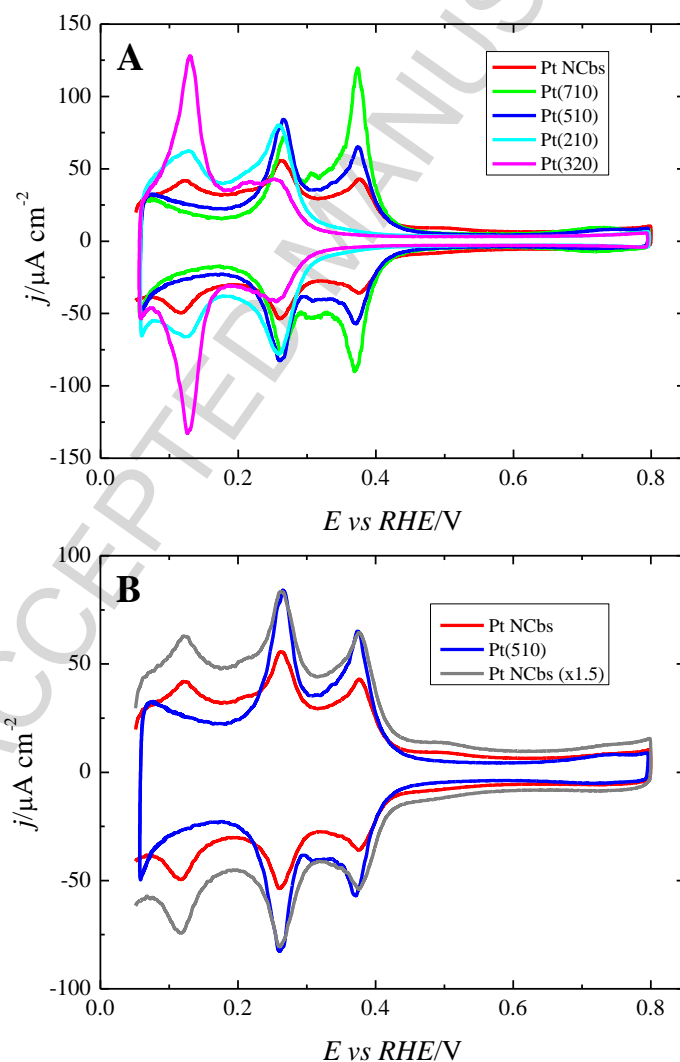 A
150
100
50
0
-50
-100
-150
0.0 0.2 0.4 0.6 0.8
j/μA cm-2
E vs RHE/V
Pt NCbs
Pt(710)
Pt(510)
Pt(210)
Pt(320)
B
100
50
0
-50
-100
0.0 0.2 0.4 0.6 0.8
j/μA cm-2
E vs RHE/V
Pt NCbs
Pt(510)
Pt NCbs (x1.5)
CCEPTED MANUS